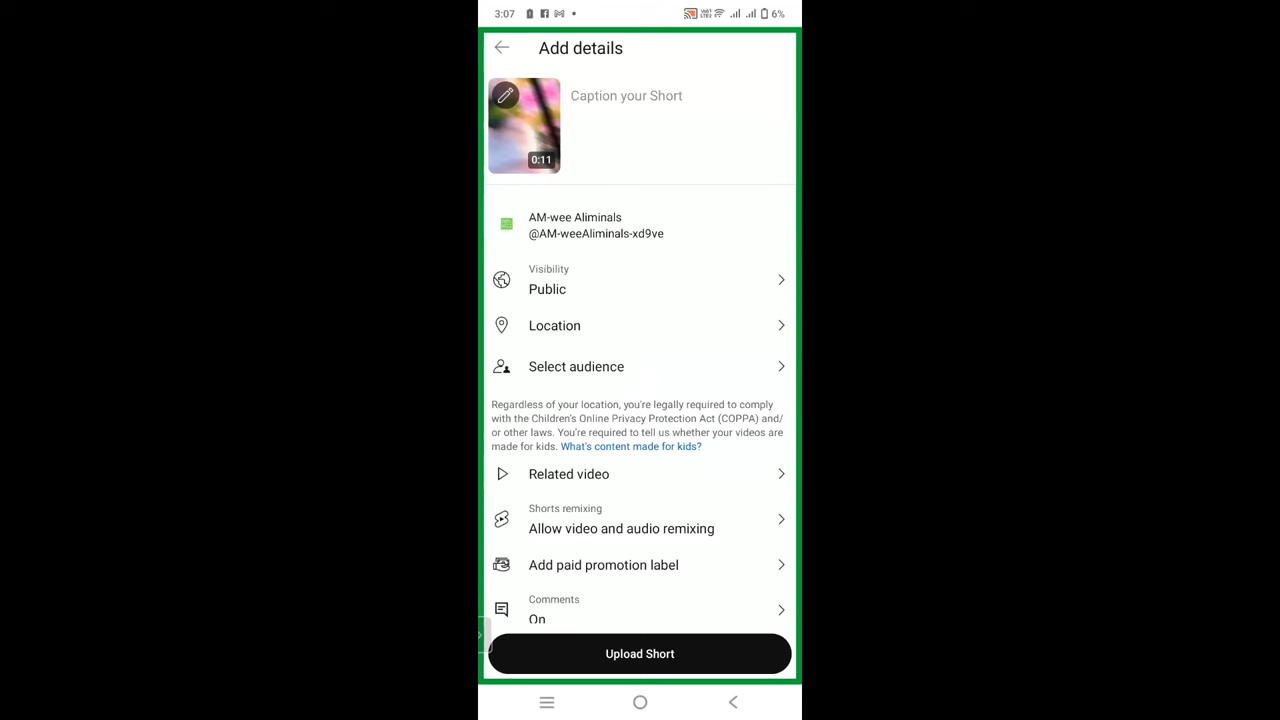 3:07
6%
Add details
Caption your Short
0:11
AM-wee Aliminals
@AM-weeAliminals-xd9ve
Visibility
Public
Location
Select audience
Regardless of your location, you're legally required to comply
with the Children's Online Privacy Protection Act (COPPA) and/
or other laws. You're required to tell us whether your videos are
made for kids. What's content made for kids?
Related video
Shorts remixing
Allow video and audio remixing
Add paid promotion label
Comments
On
Upload Short